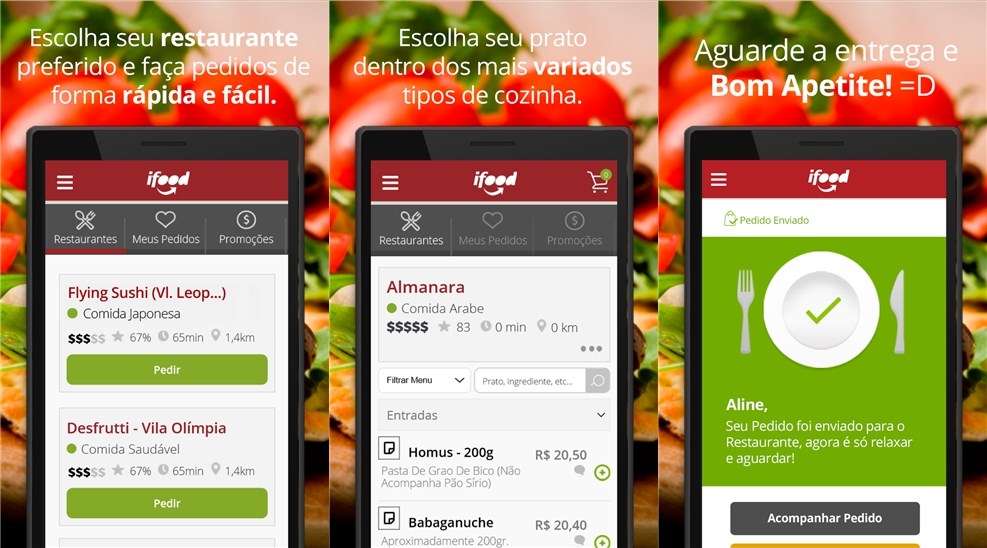 Escolha seu restaurante
preferido e faça pedidos de
forma rápida e fácil.
ifood
Restaurantes
Meus Pedidos
Promoções
Flying Sushi (Vl. Leop...)
Comida Japonesa
$$$$$ 67% 65min 1,4km
Pedir
Desfrutti - Vila Olímpia
Comida Saudável
$$$$$ 67% 65min 1,4km
Pedir
Escolha seu prato
dentro dos mais variados
tipos de cozinha.
ifood
0
Restaurantes
Meus Pedidos
Promoções
Almanara
Comida Arabe
$$$$$ 83 0 min 0 km
Filtrar Menu
Prato, ingrediente, etc...
Entradas
Homus - 200g R$ 20,50
Pasta De Grao De Bico (Não
Acompanha Pão Sírio)
Babaganuche R$ 20,40
Aproximadamente 200gr.
Aguarde a entrega e
Bom Apetite! =D
ifood
Pedido Enviado
Aline,
Seu Pedido foi enviado para o
Restaurante, agora é só relaxar
e aguardar!
Acompanhar Pedido